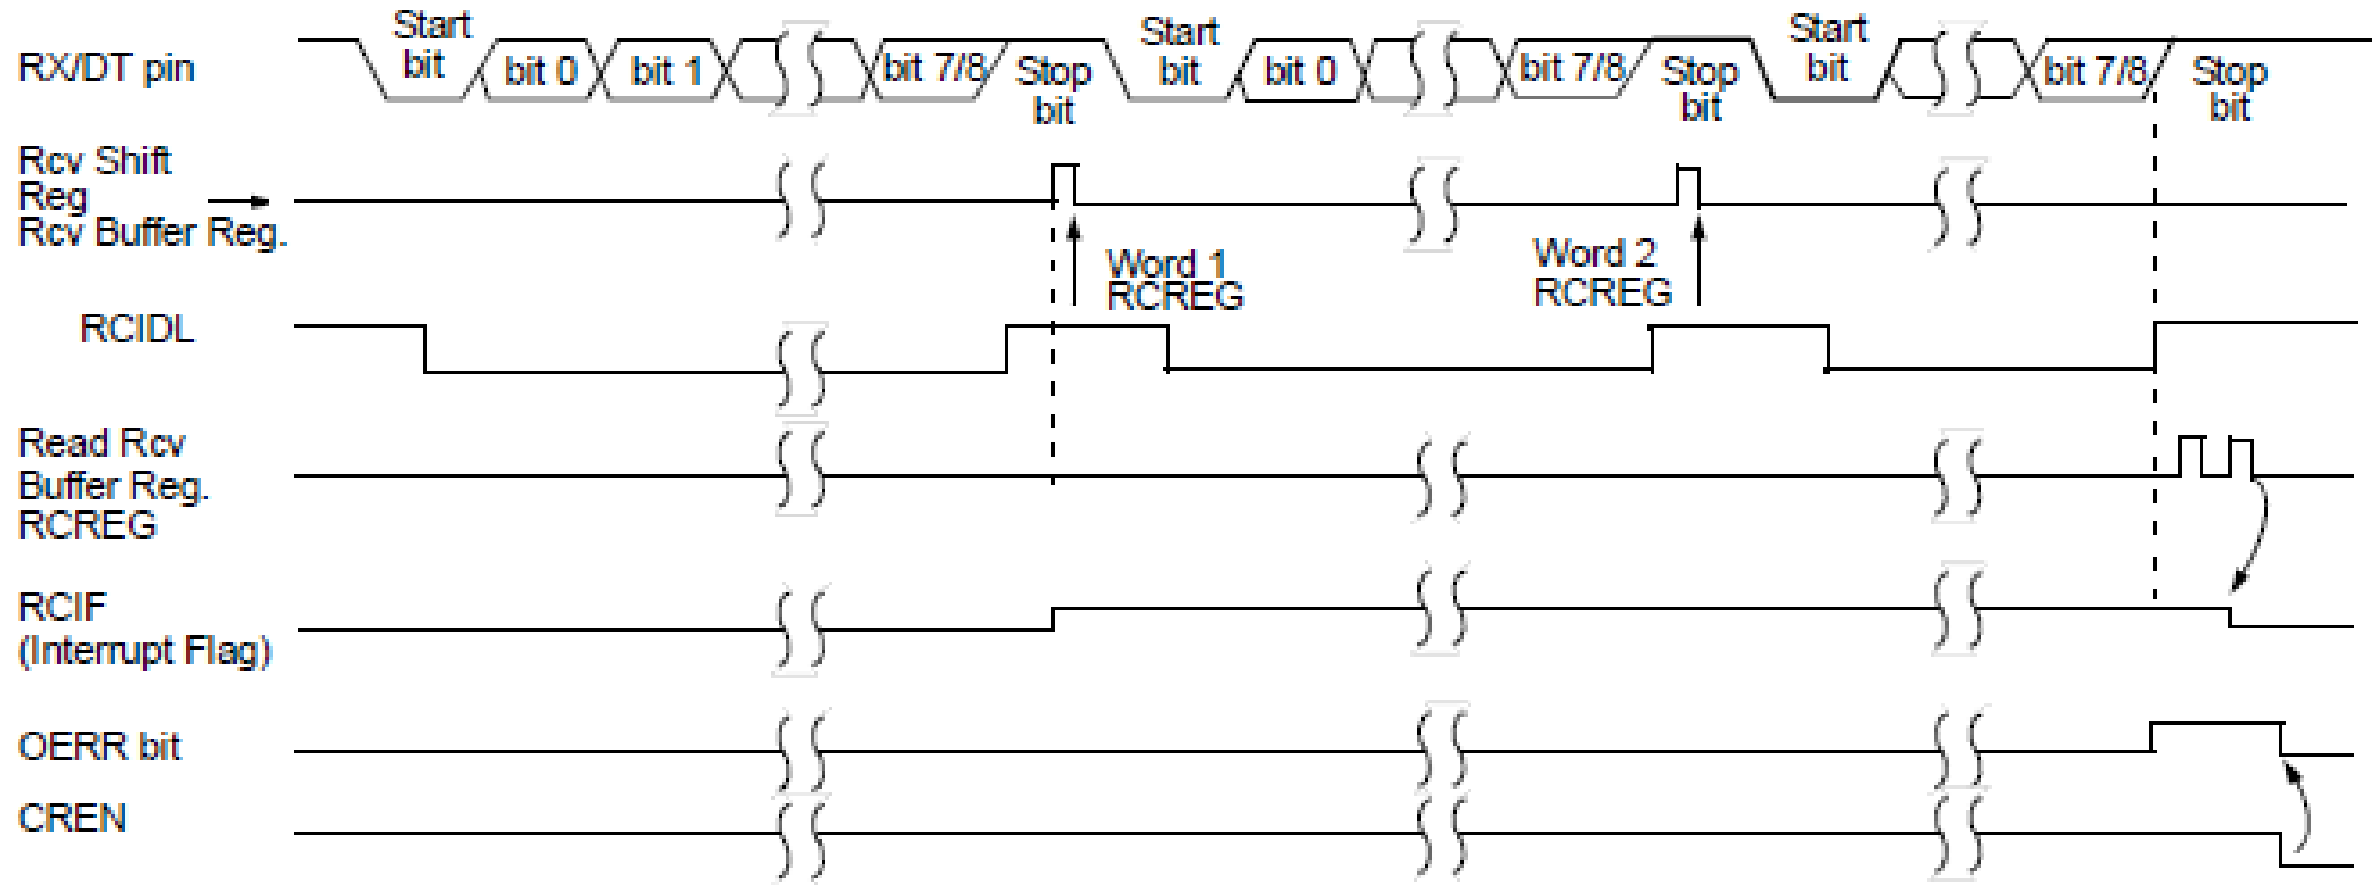 Start
bit
Start
bit
Start
bit
RX/DT pin
bit 0
bit 1
bit 7/8
Stop
bit
bit 0
bit 7/8
Stop
bit
bit 7/8
Stop
bit
Rcv Shift
Reg
Rcv Buffer Reg.
Word 1
RCREG
Word 2
RCREG
RCIDL
Read Rcv
Buffer Reg.
RCREG
RCIF
(Interrupt Flag)
OERR bit
CREN